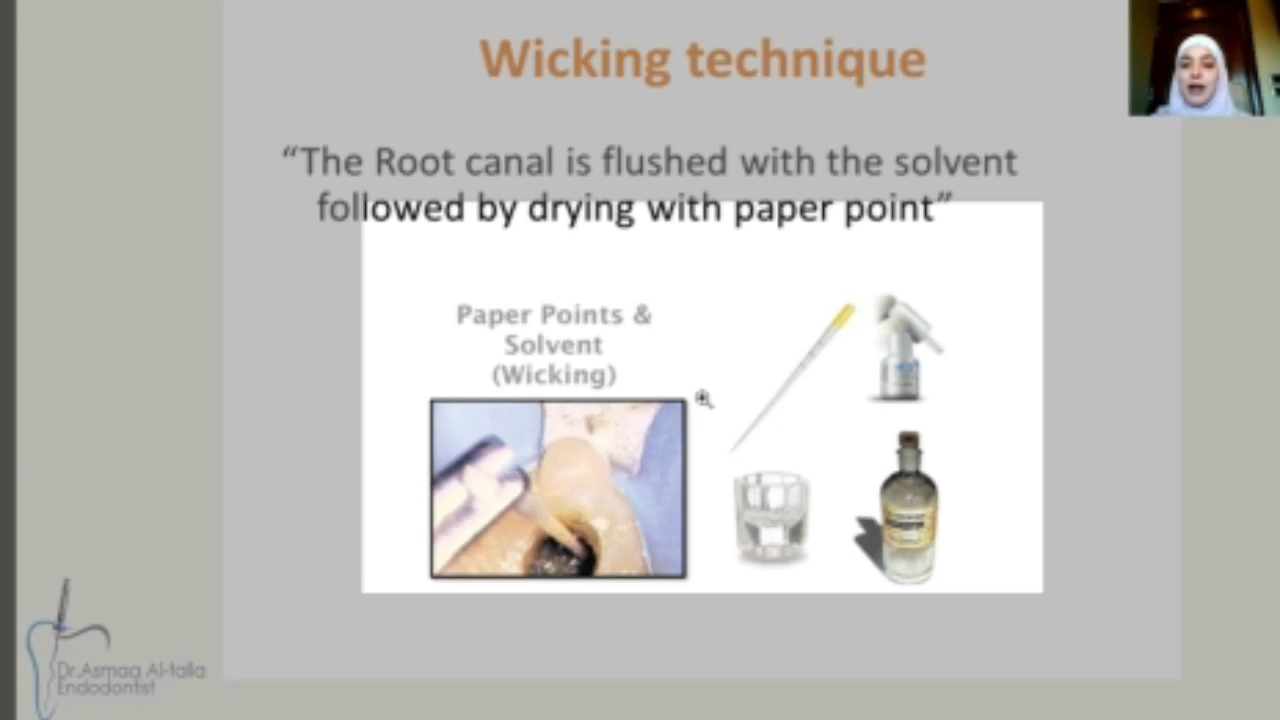 Wicking technique
“The Root canal is flushed with the solvent
followed by drying with paper point”
Paper Points &
Solvent
(Wicking)
Dr.Asmaa Al-falla
Endodontist